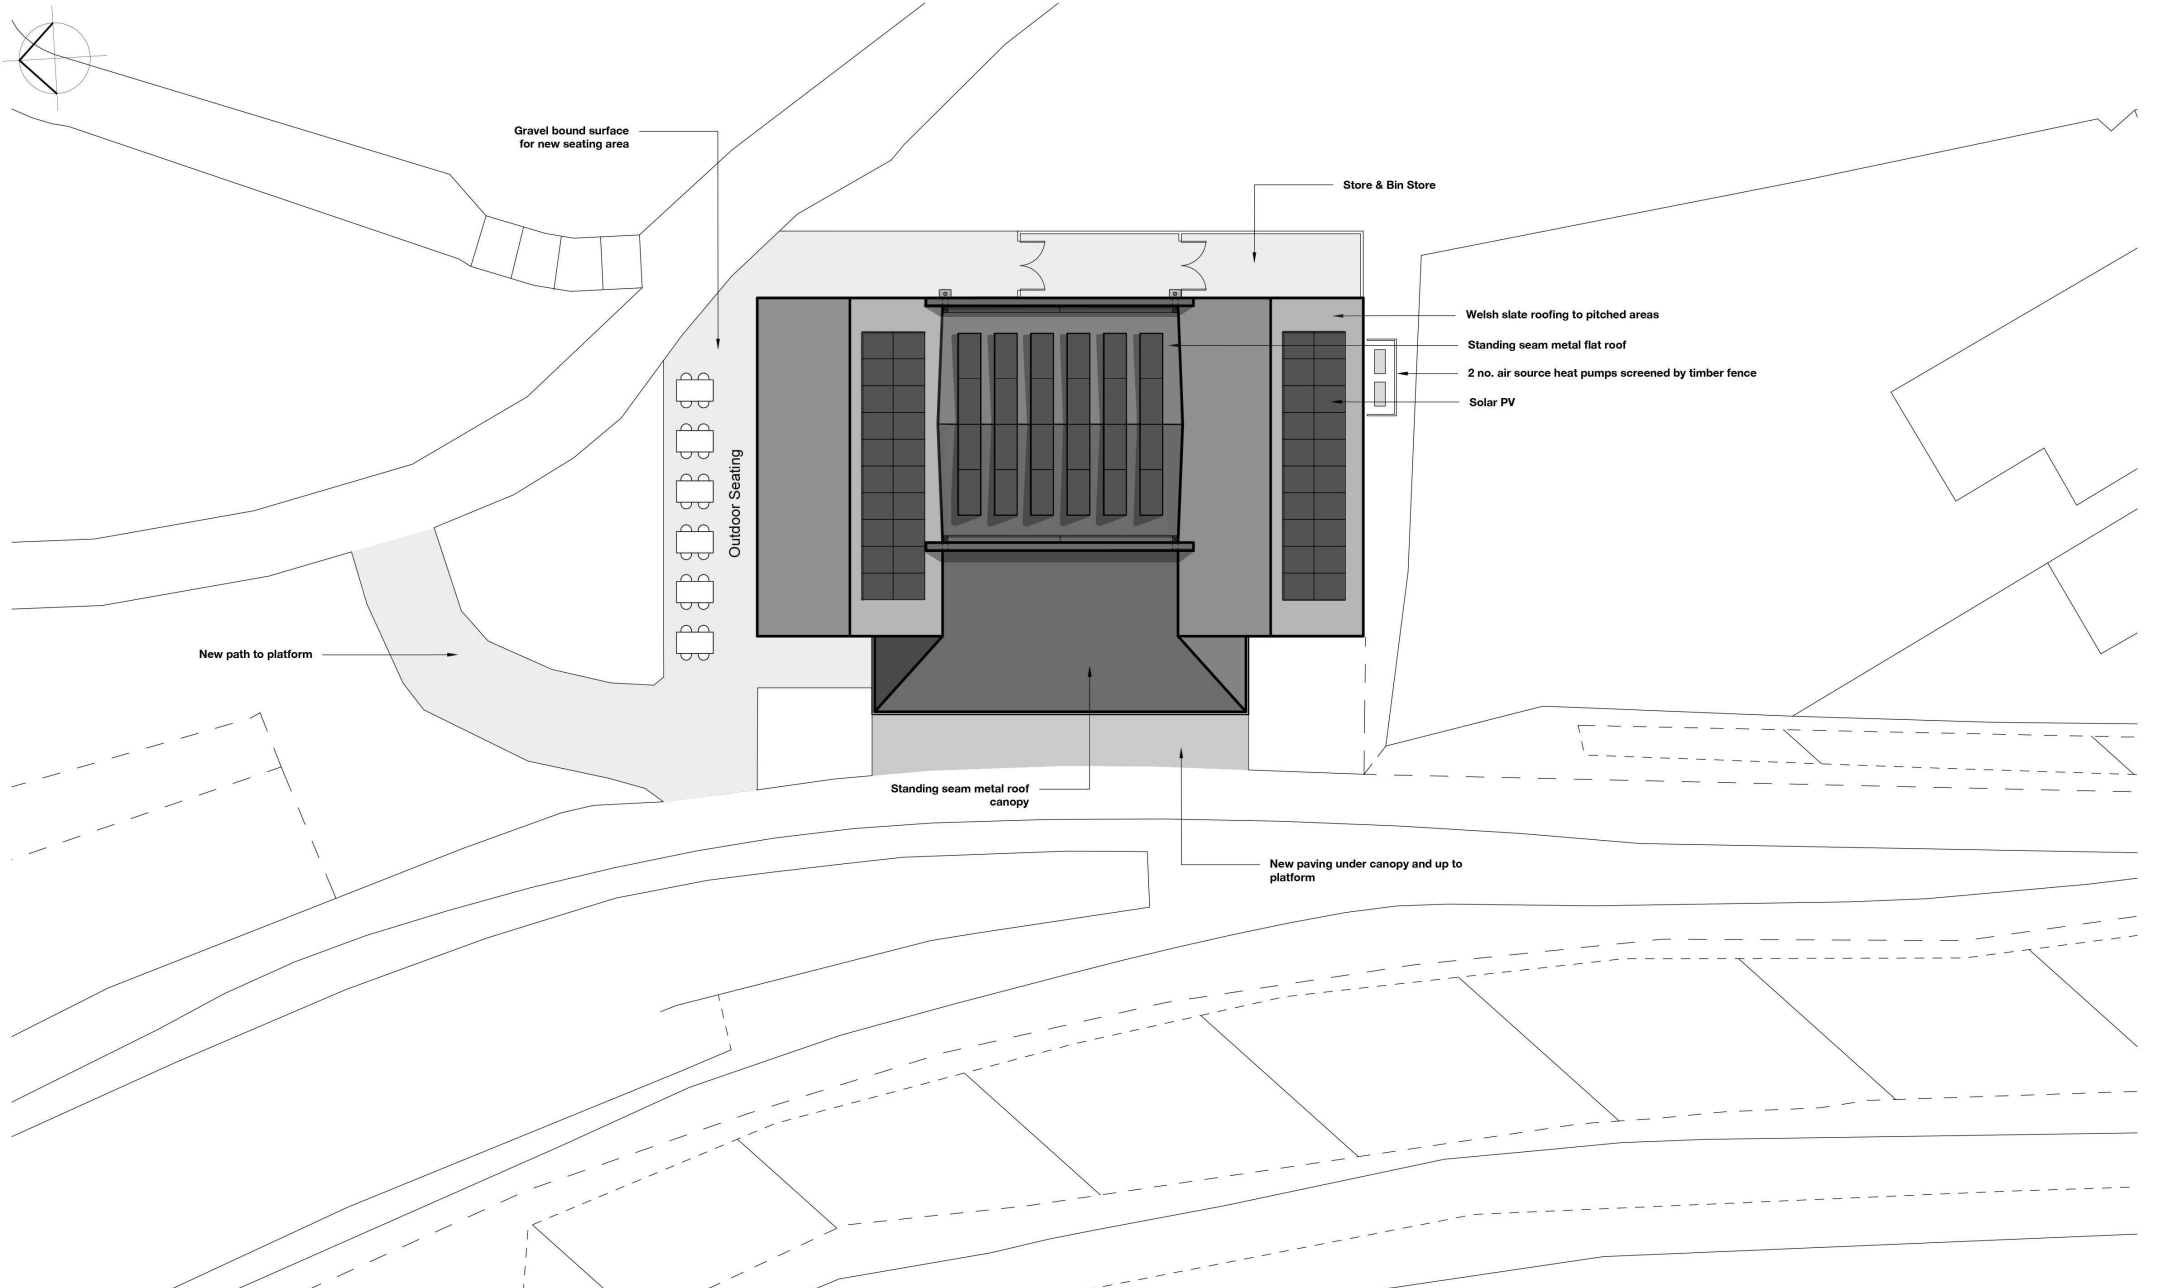 Gravel bound surface
for new seating area
Store & Bin Store
Welsh slate roofing to pitched areas
Standing seam metal flat roof
2 no. air source heat pumps screened by timber fence
Solar PV
Outdoor Seating
New path to platform
Standing seam metal roof
canopy
New paving under canopy and up to
platform